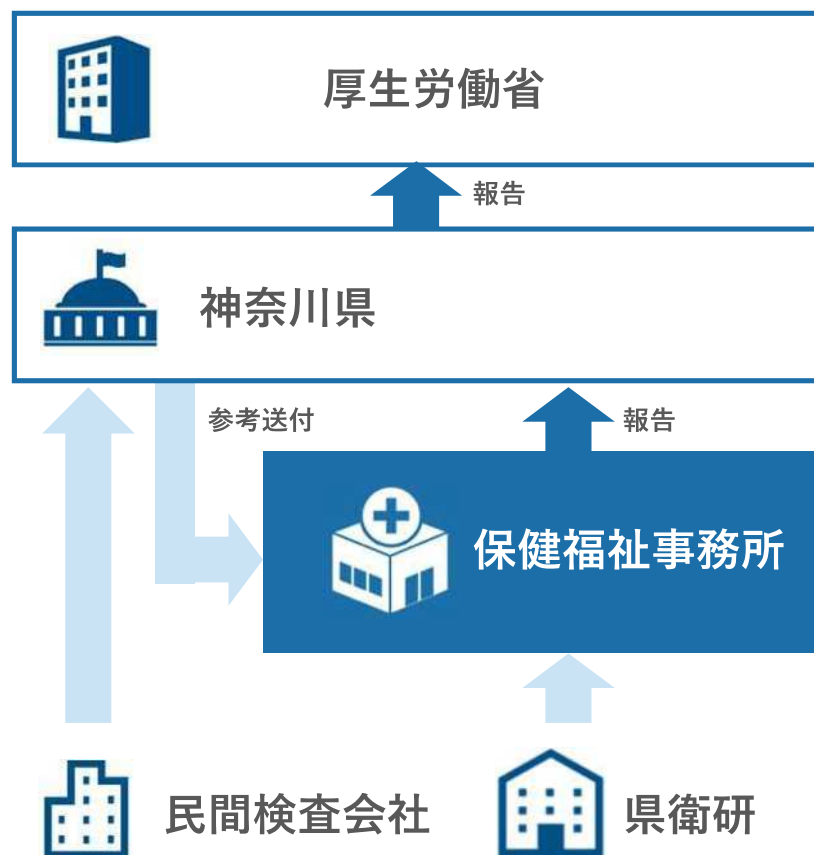 厚生労働省
報告
神奈川県
参考送付
報告
保健福祉事務所
民間検査会社
県衛研